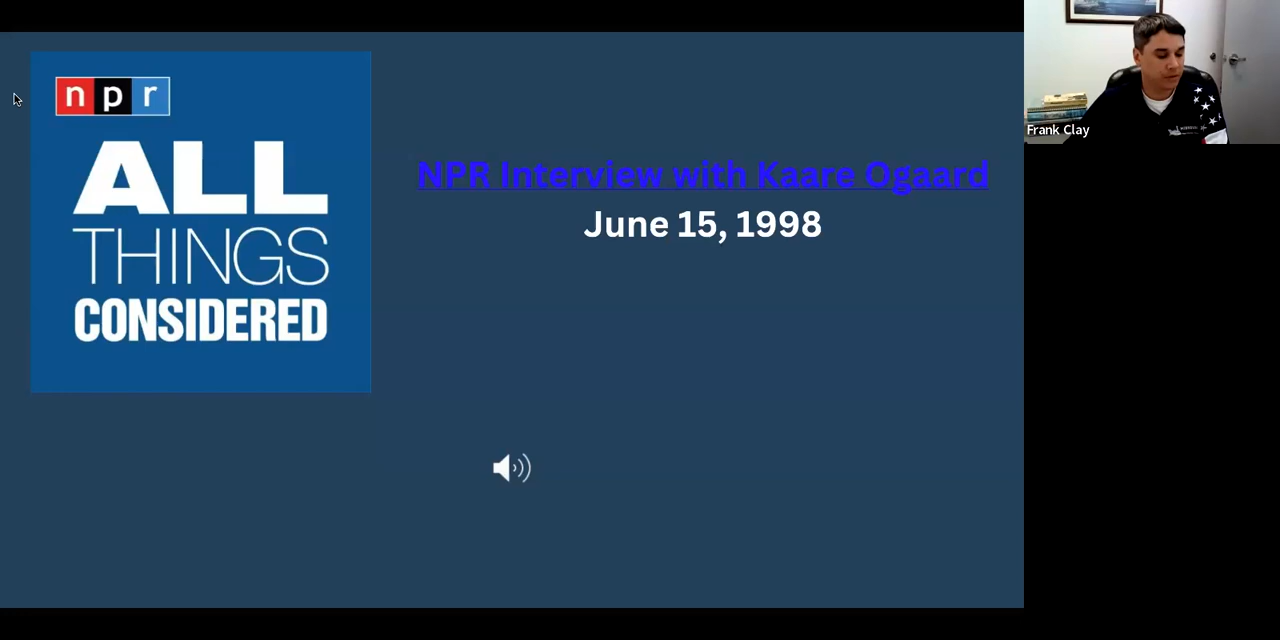 npr
ALL
THINGS
CONSIDERED
NPR Interview with Kaare Ogaard
June 15, 1998
Frank Clay